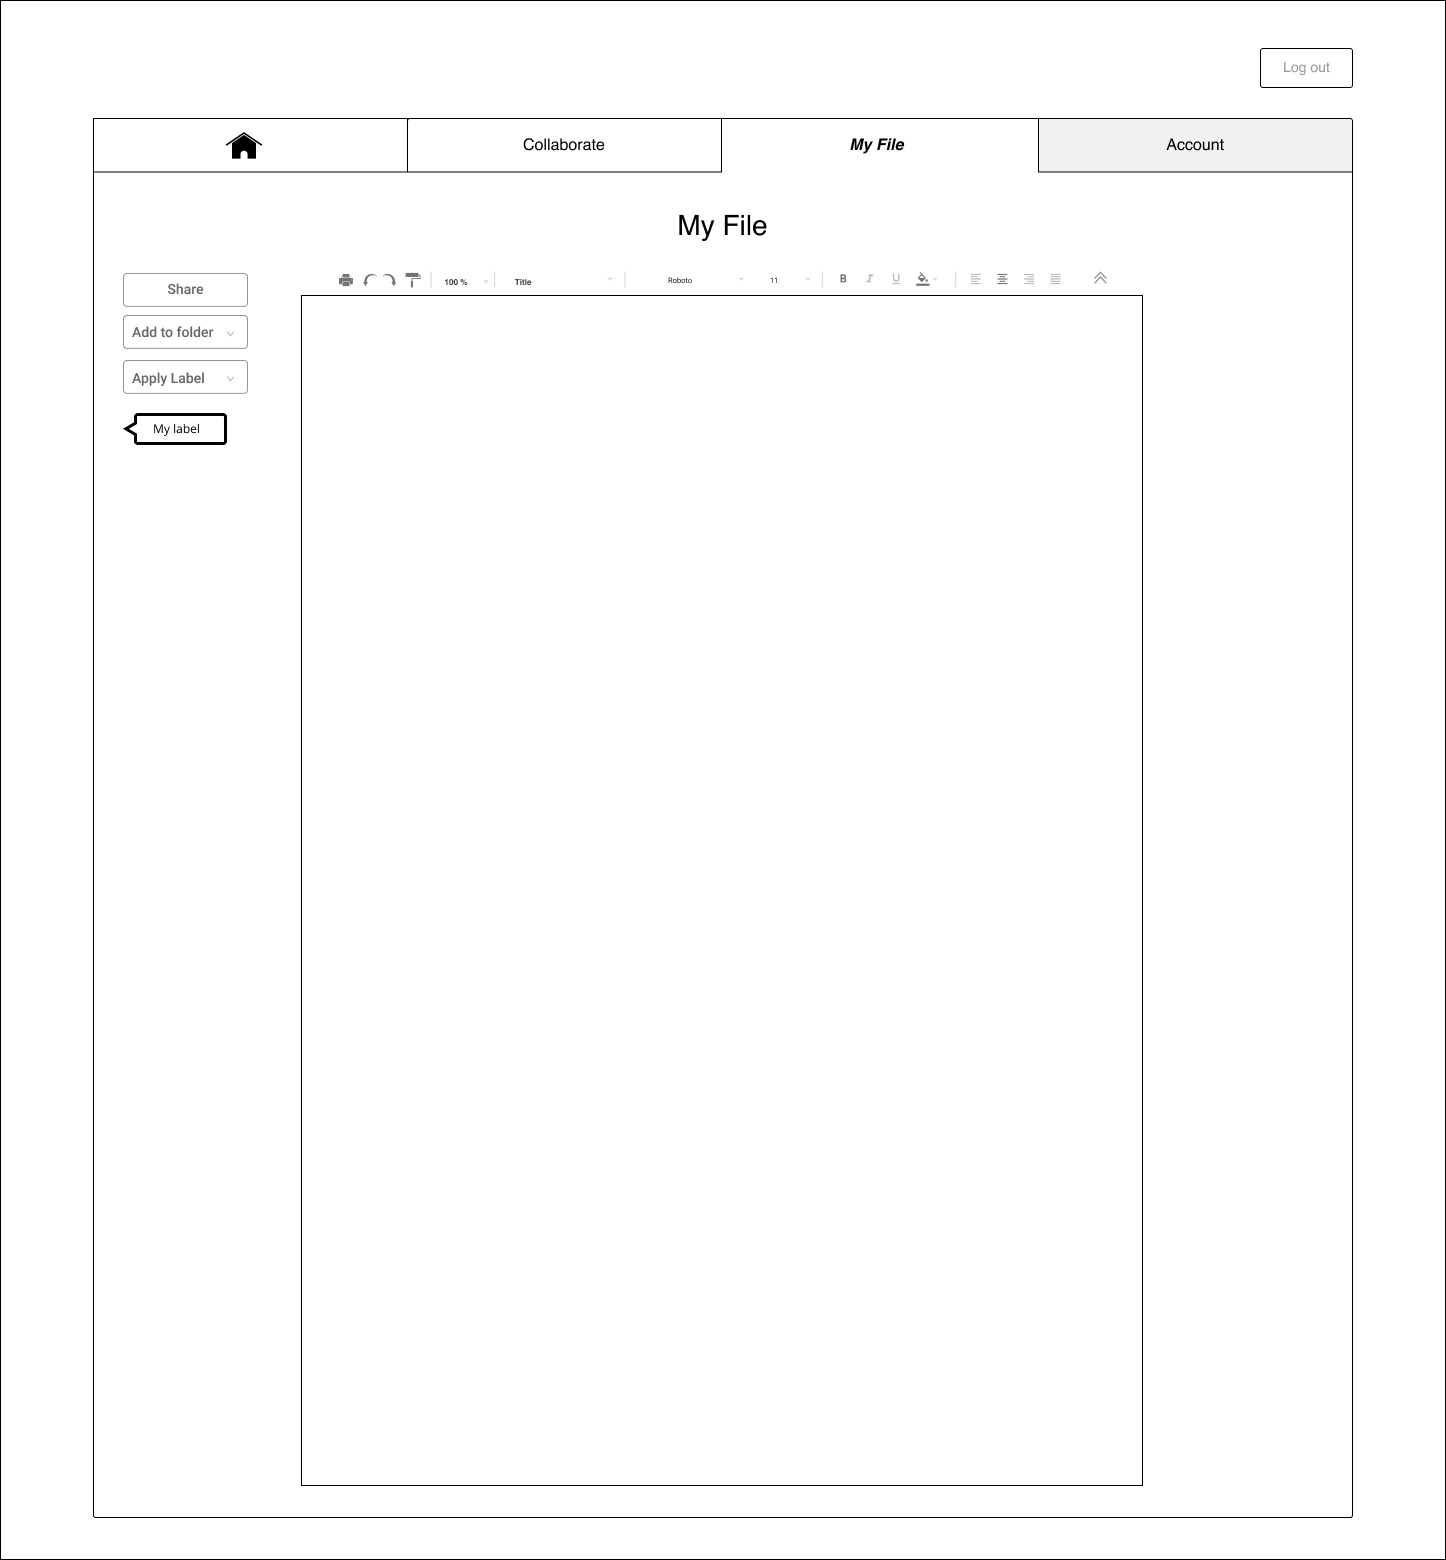 Log out
Collaborate
My File
Account
My File
100 %
Title
Roboto
11
B
I
U
Share
Add to folder
Apply Label
My label